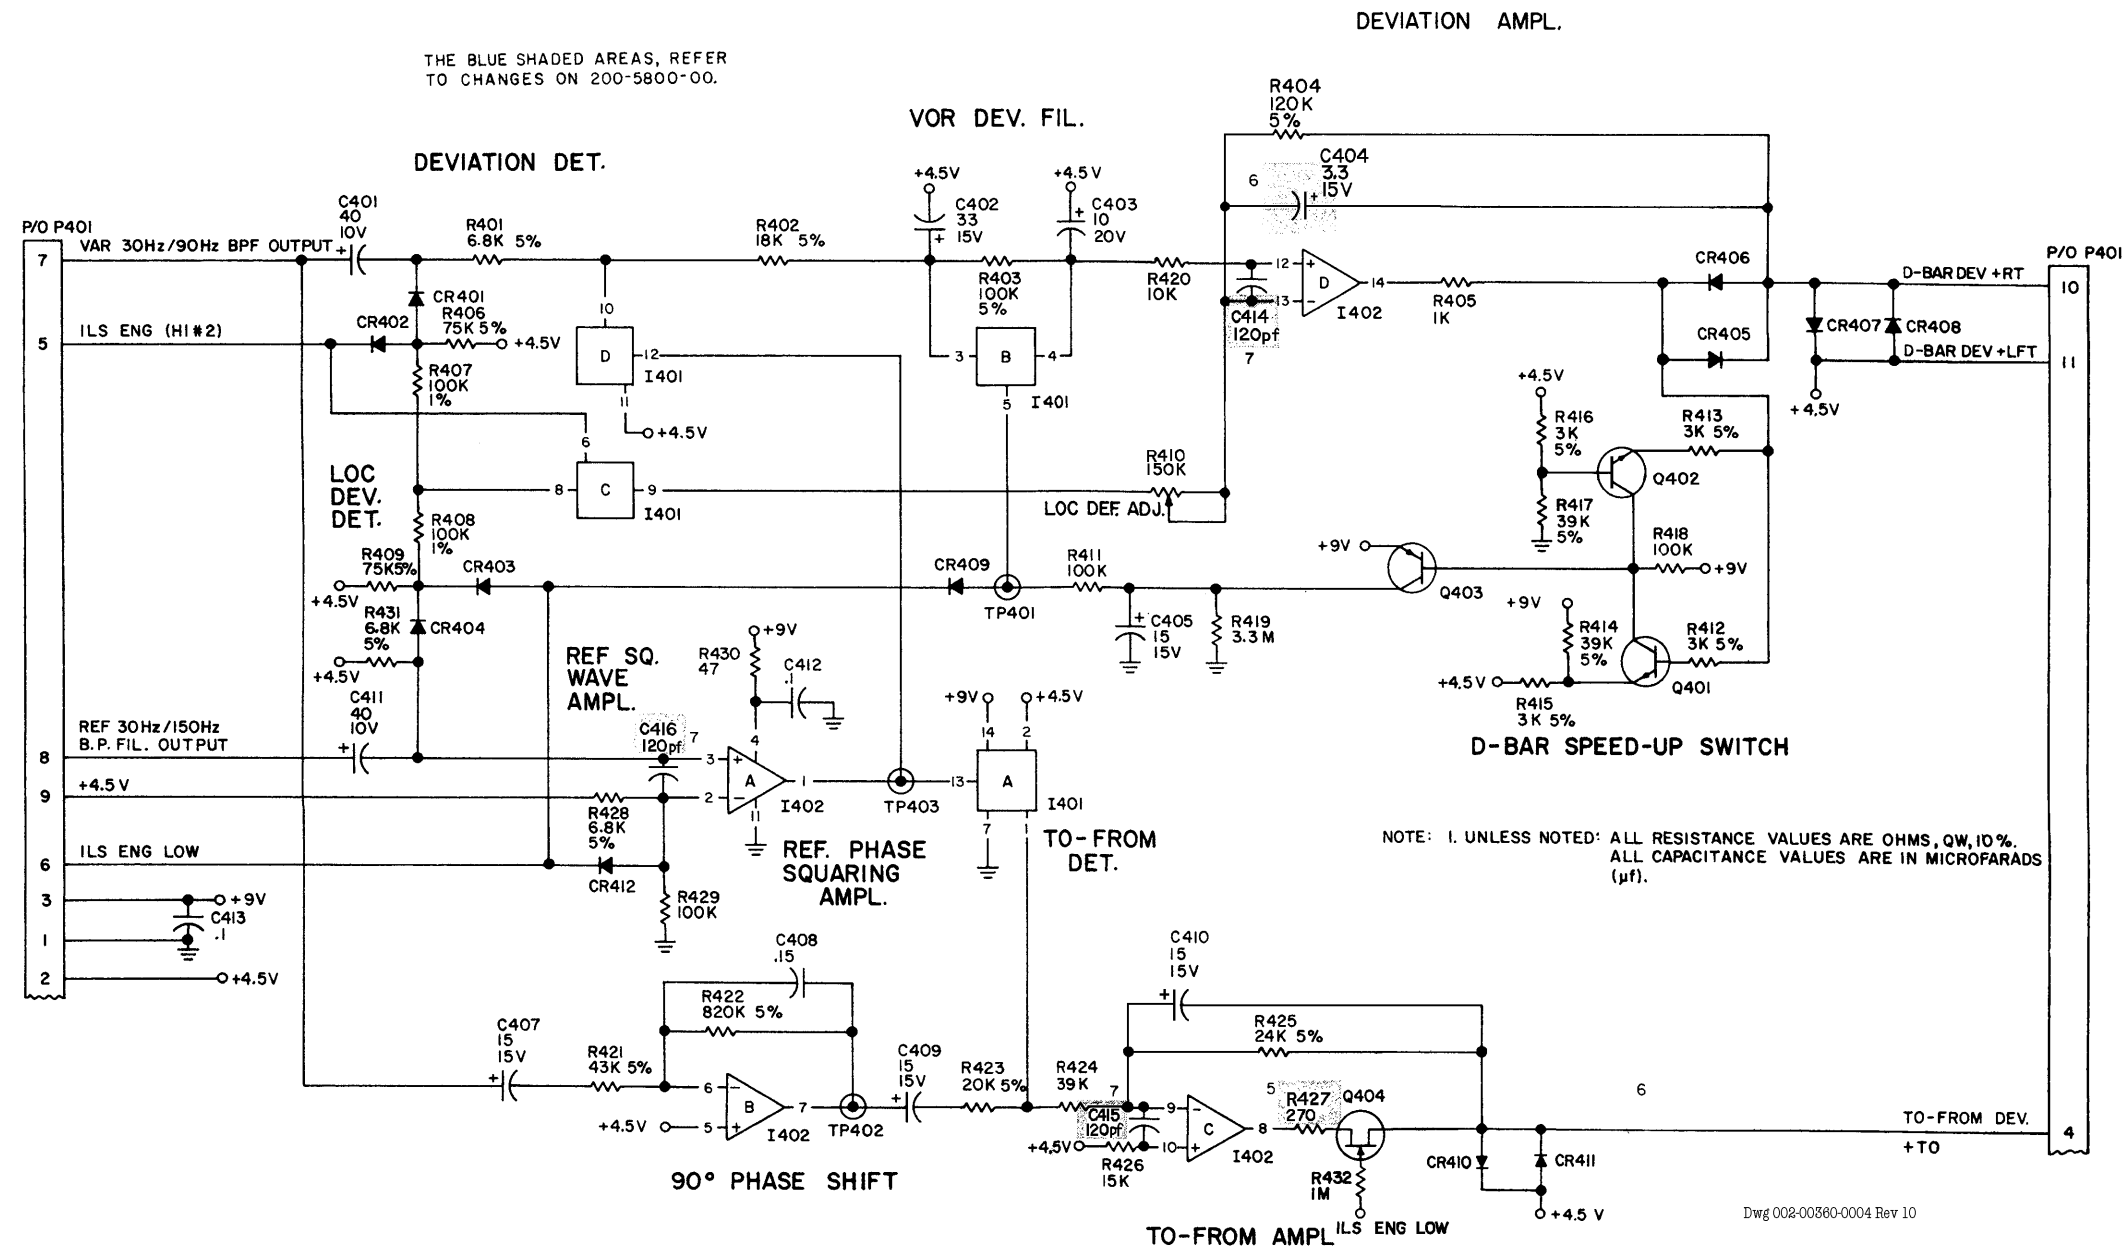 DEVIATION AMPL.
THE BLUE SHADED AREAS, REFER
TO CHANGES ON 200-5800-00.
VOR DEV. FIL.
DEVIATION DET.
R404
120K
5%
C404
3.3
15V
+
6
P/O P401
VAR 30Hz/90Hz BPF OUTPUT
7
C401
40
10V
+
R401
6.8K 5%
R402
18K 5%
+4.5V
C402
33
15V
+
+4.5V
C403
10
20V
+
R403
100K
5%
R420
10K
12
+
13
−
D
14
I402
C414
120pf
7
R405
1K
CR406
CR405
CR407
CR408
+4.5V
P/O P401
D-BAR DEV +RT
10
D-BAR DEV +LFT
11
ILS ENG (HI#2)
5
CR401
CR402
R406
75K 5%
+4.5V
R407
100K
1%
10
D
12
I401
11
+4.5V
3
B
4
5
I401
6
8
C
9
I401
LOC
DEV.
DET.
R408
100K
1%
R410
150K
LOC DEF. ADJ.
+4.5V
R416
3K
5%
R413
3K 5%
Q402
R417
39K
5%
R418
100K
+9V
+9V
Q403
R409
75K5%
+4.5V
CR403
CR409
TP401
R411
100K
C405
15
15V
+
R419
3.3 M
+9V
R414
39K
5%
R412
3K 5%
+4.5V
R415
3K 5%
Q401
D-BAR SPEED-UP SWITCH
R431
6.8K
5%
+4.5V
CR404
C411
40
10V
+
REF 30Hz/150Hz
B.P. FIL. OUTPUT
8
+4.5V
9
ILS ENG LOW
6
3
+9V
C413
.1
1
2
+4.5V
REF SQ.
WAVE
AMPL.
+9V
R430
47
C412
.1
C416
120pf
7
4
3
+
2
−
A
1
11
I402
TP403
+9V
+4.5V
14
2
13
A
I401
7
1
R428
6.8K
5%
CR412
R429
100K
REF. PHASE
SQUARING
AMPL.
TO-FROM
DET.
NOTE: 1. UNLESS NOTED: ALL RESISTANCE VALUES ARE OHMS, QW, 10%.
ALL CAPACITANCE VALUES ARE IN MICROFARADS
(µf).
C408
.15
R422
820K 5%
C407
15
15V
+
R421
43K 5%
6
−
B
7
+4.5V
5
+
I402
TP402
90° PHASE SHIFT
C409
15
15V
+
R423
20K 5%
R424
39K
C410
15
15V
+
R425
24K 5%
7
C415
120pf
9
−
10
+
C
8
I402
+4.5V
R426
15K
5
R427
270
Q404
R432
1M
ILS ENG LOW
TO-FROM AMPL
CR410
CR411
+4.5 V
6
TO-FROM DEV.
+TO
4
Dwg 002-00360-0004 Rev 10